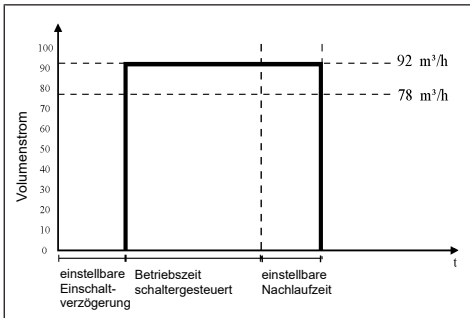 Volumenstrom
100
90
80
70
60
50
40
30
20
10
0
92 m³/h
78 m³/h
t
einstellbare
Einschalt-
verzögerung
Betriebszeit
schaltergesteuert
einstellbare
Nachlaufzeit